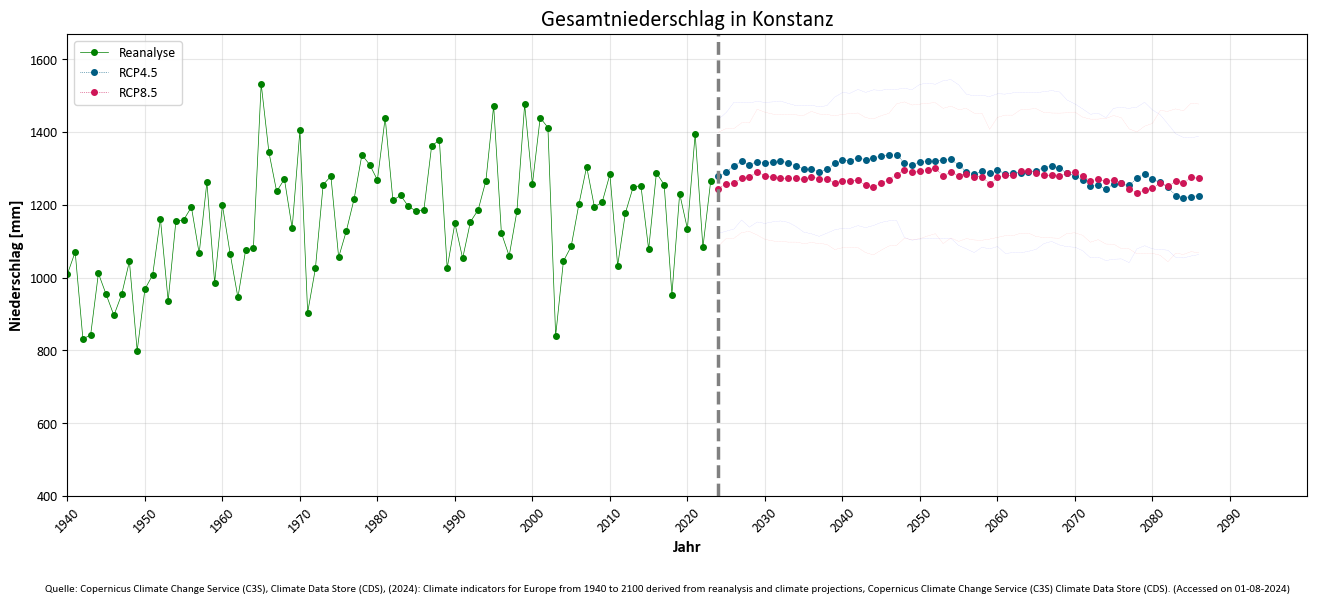 Gesamtniederschlag in Konstanz
Niederschlag [mm]
1600
1400
1200
1000
800
600
400
Reanalyse
RCP4.5
RCP8.5
1940 1950 1960 1970 1980 1990 2000 2010 2020 2030 2040 2050 2060 2070 2080 2090
Jahr
Quelle: Copernicus Climate Change Service (C3S), Climate Data Store (CDS), (2024): Climate indicators for Europe from 1940 to 2100 derived from reanalysis and climate projections, Copernicus Climate Change Service (C3S) Climate Data Store (CDS). (Accessed on 01-08-2024)